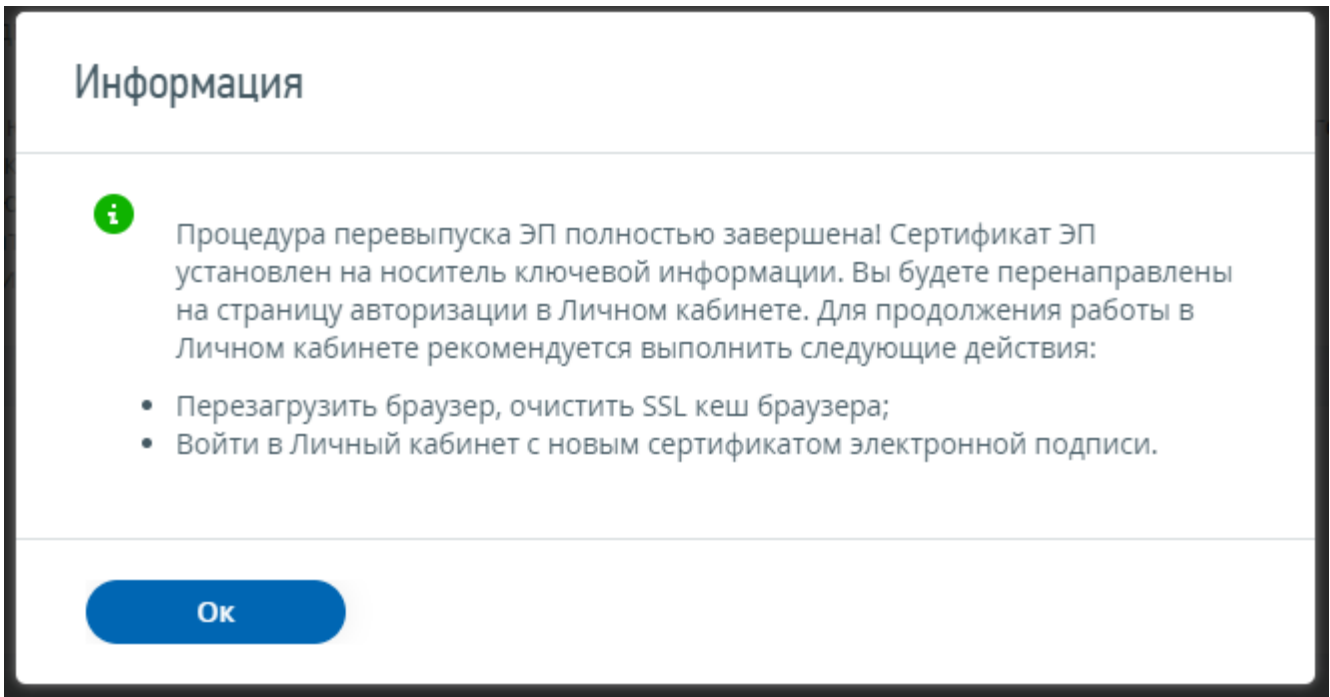 Информация
Процедура перевыпуска ЭП полностью завершена! Сертификат ЭП
установлен на носитель ключевой информации. Вы будете перенаправлены
на страницу авторизации в Личном кабинете. Для продолжения работы в
Личном кабинете рекомендуется выполнить следующие действия:
• Перезагрузить браузер, очистить SSL кеш браузера;
• Войти в Личный кабинет с новым сертификатом электронной подписи.
Ок